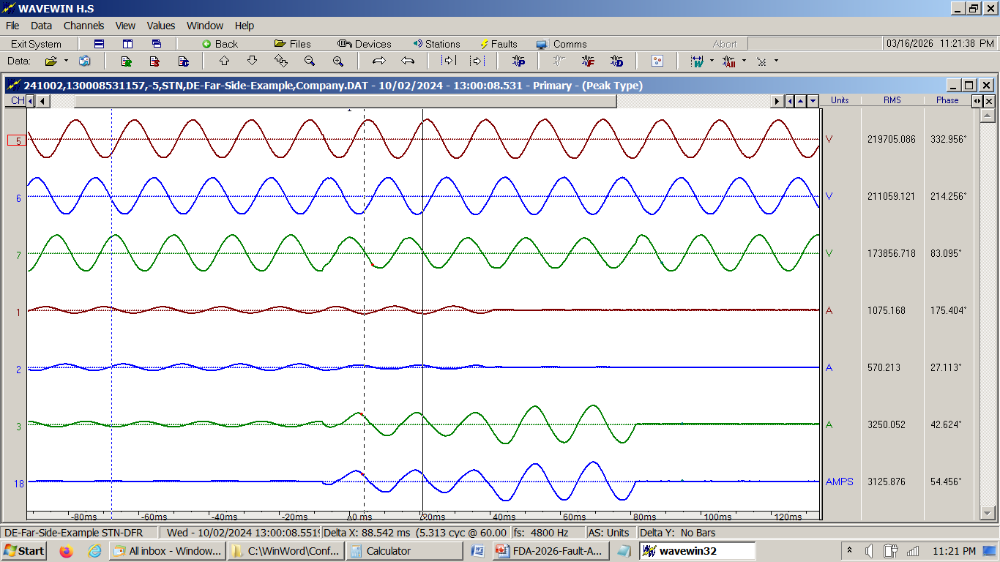 WAVEWIN H.S
File Data Channels View Values Window Help
Exit System Back Files Devices Stations Faults Comms Abort 03/16/2026 11:21:38 PM
Data:
241002,130008531157,-5,STN,DE-Far-Side-Example,Company.DAT - 10/02/2024 - 13:00:08.531 - Primary - (Peak Type)
CH Units RMS Phase
5 V 219705.086 332.956°
6 V 211059.121 214.256°
7 V 173856.718 83.095°
1 A 1075.168 175.404°
2 A 570.213 27.113°
3 A 3250.052 42.624°
18 AMPS 3125.876 54.456°
-80ms -60ms -40ms -20ms 0 ms 20ms 40ms 60ms 80ms 100ms 120ms
DE-Far-Side-Example STN-DFR Wed - 10/02/2024 13:00:08.551 Delta X: 88.542 ms (5.313 cyc @ 60.00 fs: 4800 Hz AS: Units Delta Y: No Bars
Start All inbox - Window... C:\WinWord\Conf... Calculator FDA-2026-Fault-A... wavewin32 11:21 PM